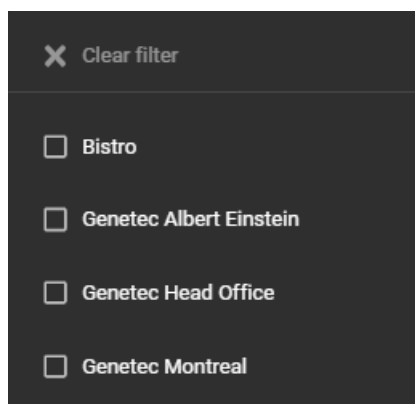 Clear filter
Bistro
Genetec Albert Einstein
Genetec Head Office
Genetec Montreal